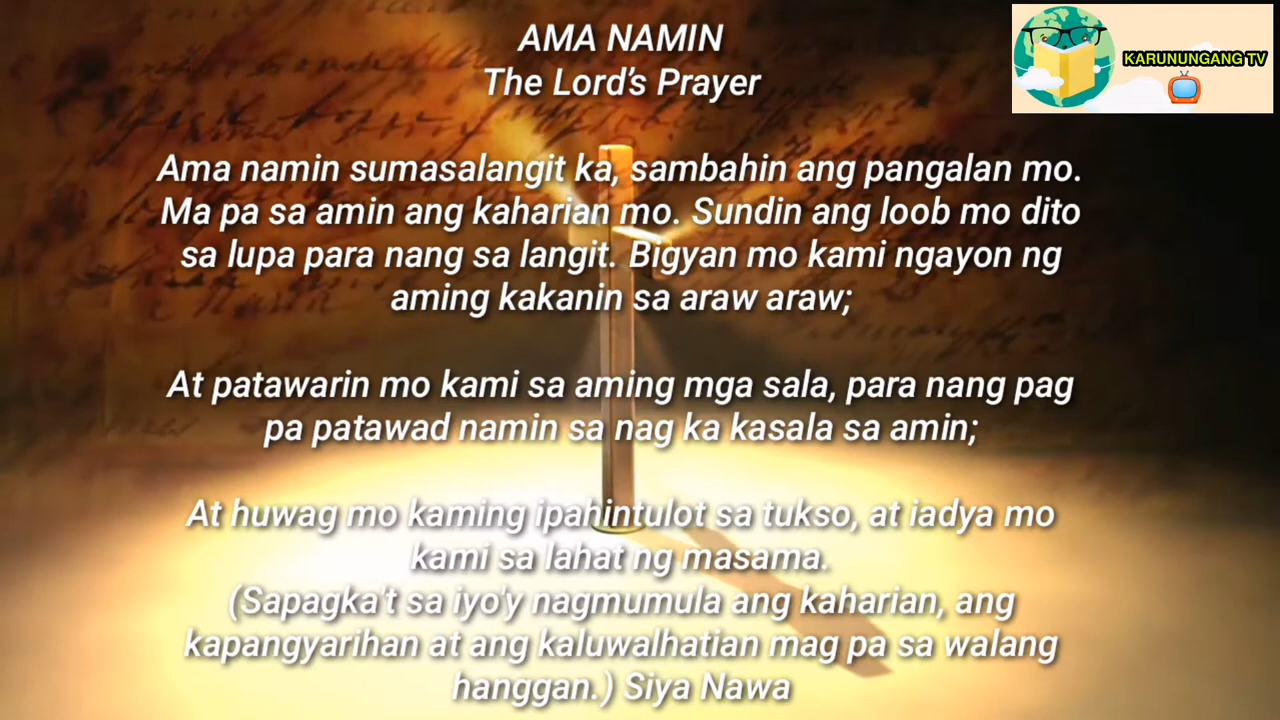 AMA NAMIN
The Lord's Prayer
KARUNUNGANG TV
Ama namin sumasalangit ka, sambahin ang pangalan mo.
Ma pa sa amin ang kaharian mo. Sundin ang loob mo dito
sa lupa para nang sa langit. Bigyan mo kami ngayon ng
aming kakanin sa araw araw;
At patawarin mo kami sa aming mga sala, para nang pag
pa patawad namin sa nag ka kasala sa amin;
At huwag mo kaming ipahintulot sa tukso, at iadya mo
kami sa lahat ng masama.
(Sapagka't sa iyo'y nagmumula ang kaharian, ang
kapangyarihan at ang kaluwalhatian mag pa sa walang
hanggan.) Siya Nawa